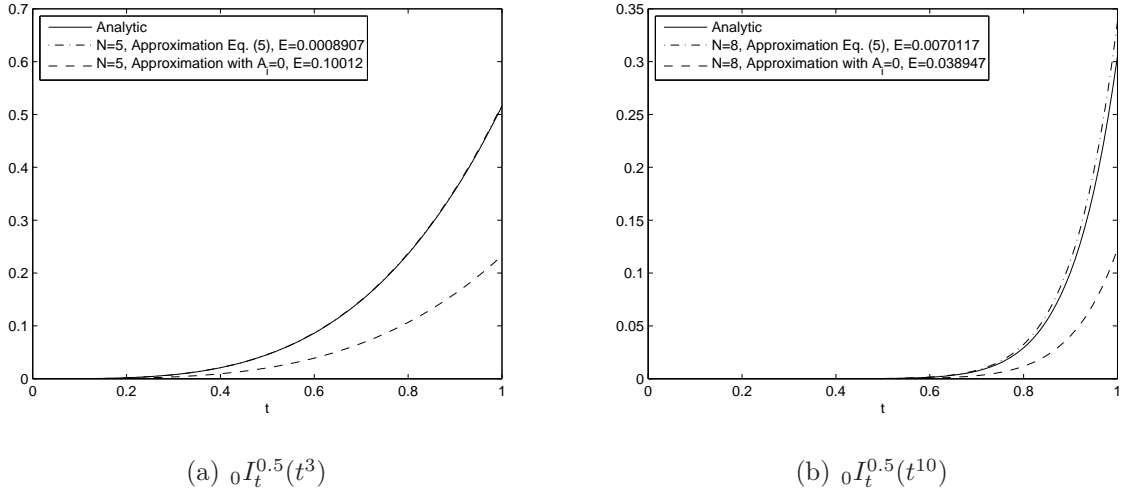 0.7
0.6
0.5
0.4
0.3
0.2
0.1
0
0 0.2 0.4 0.6 0.8 1
t
Analytic
N=5, Approximation Eq. (5), E=0.0008907
N=5, Approximation with A_i=0, E=0.10012
(a) ₀I_t^{0.5}(t³)
0.35
0.3
0.25
0.2
0.15
0.1
0.05
0
0 0.2 0.4 0.6 0.8 1
t
Analytic
N=8, Approximation Eq. (5), E=0.0070117
N=8, Approximation with A_i=0, E=0.038947
(b) ₀I_t^{0.5}(t¹⁰)